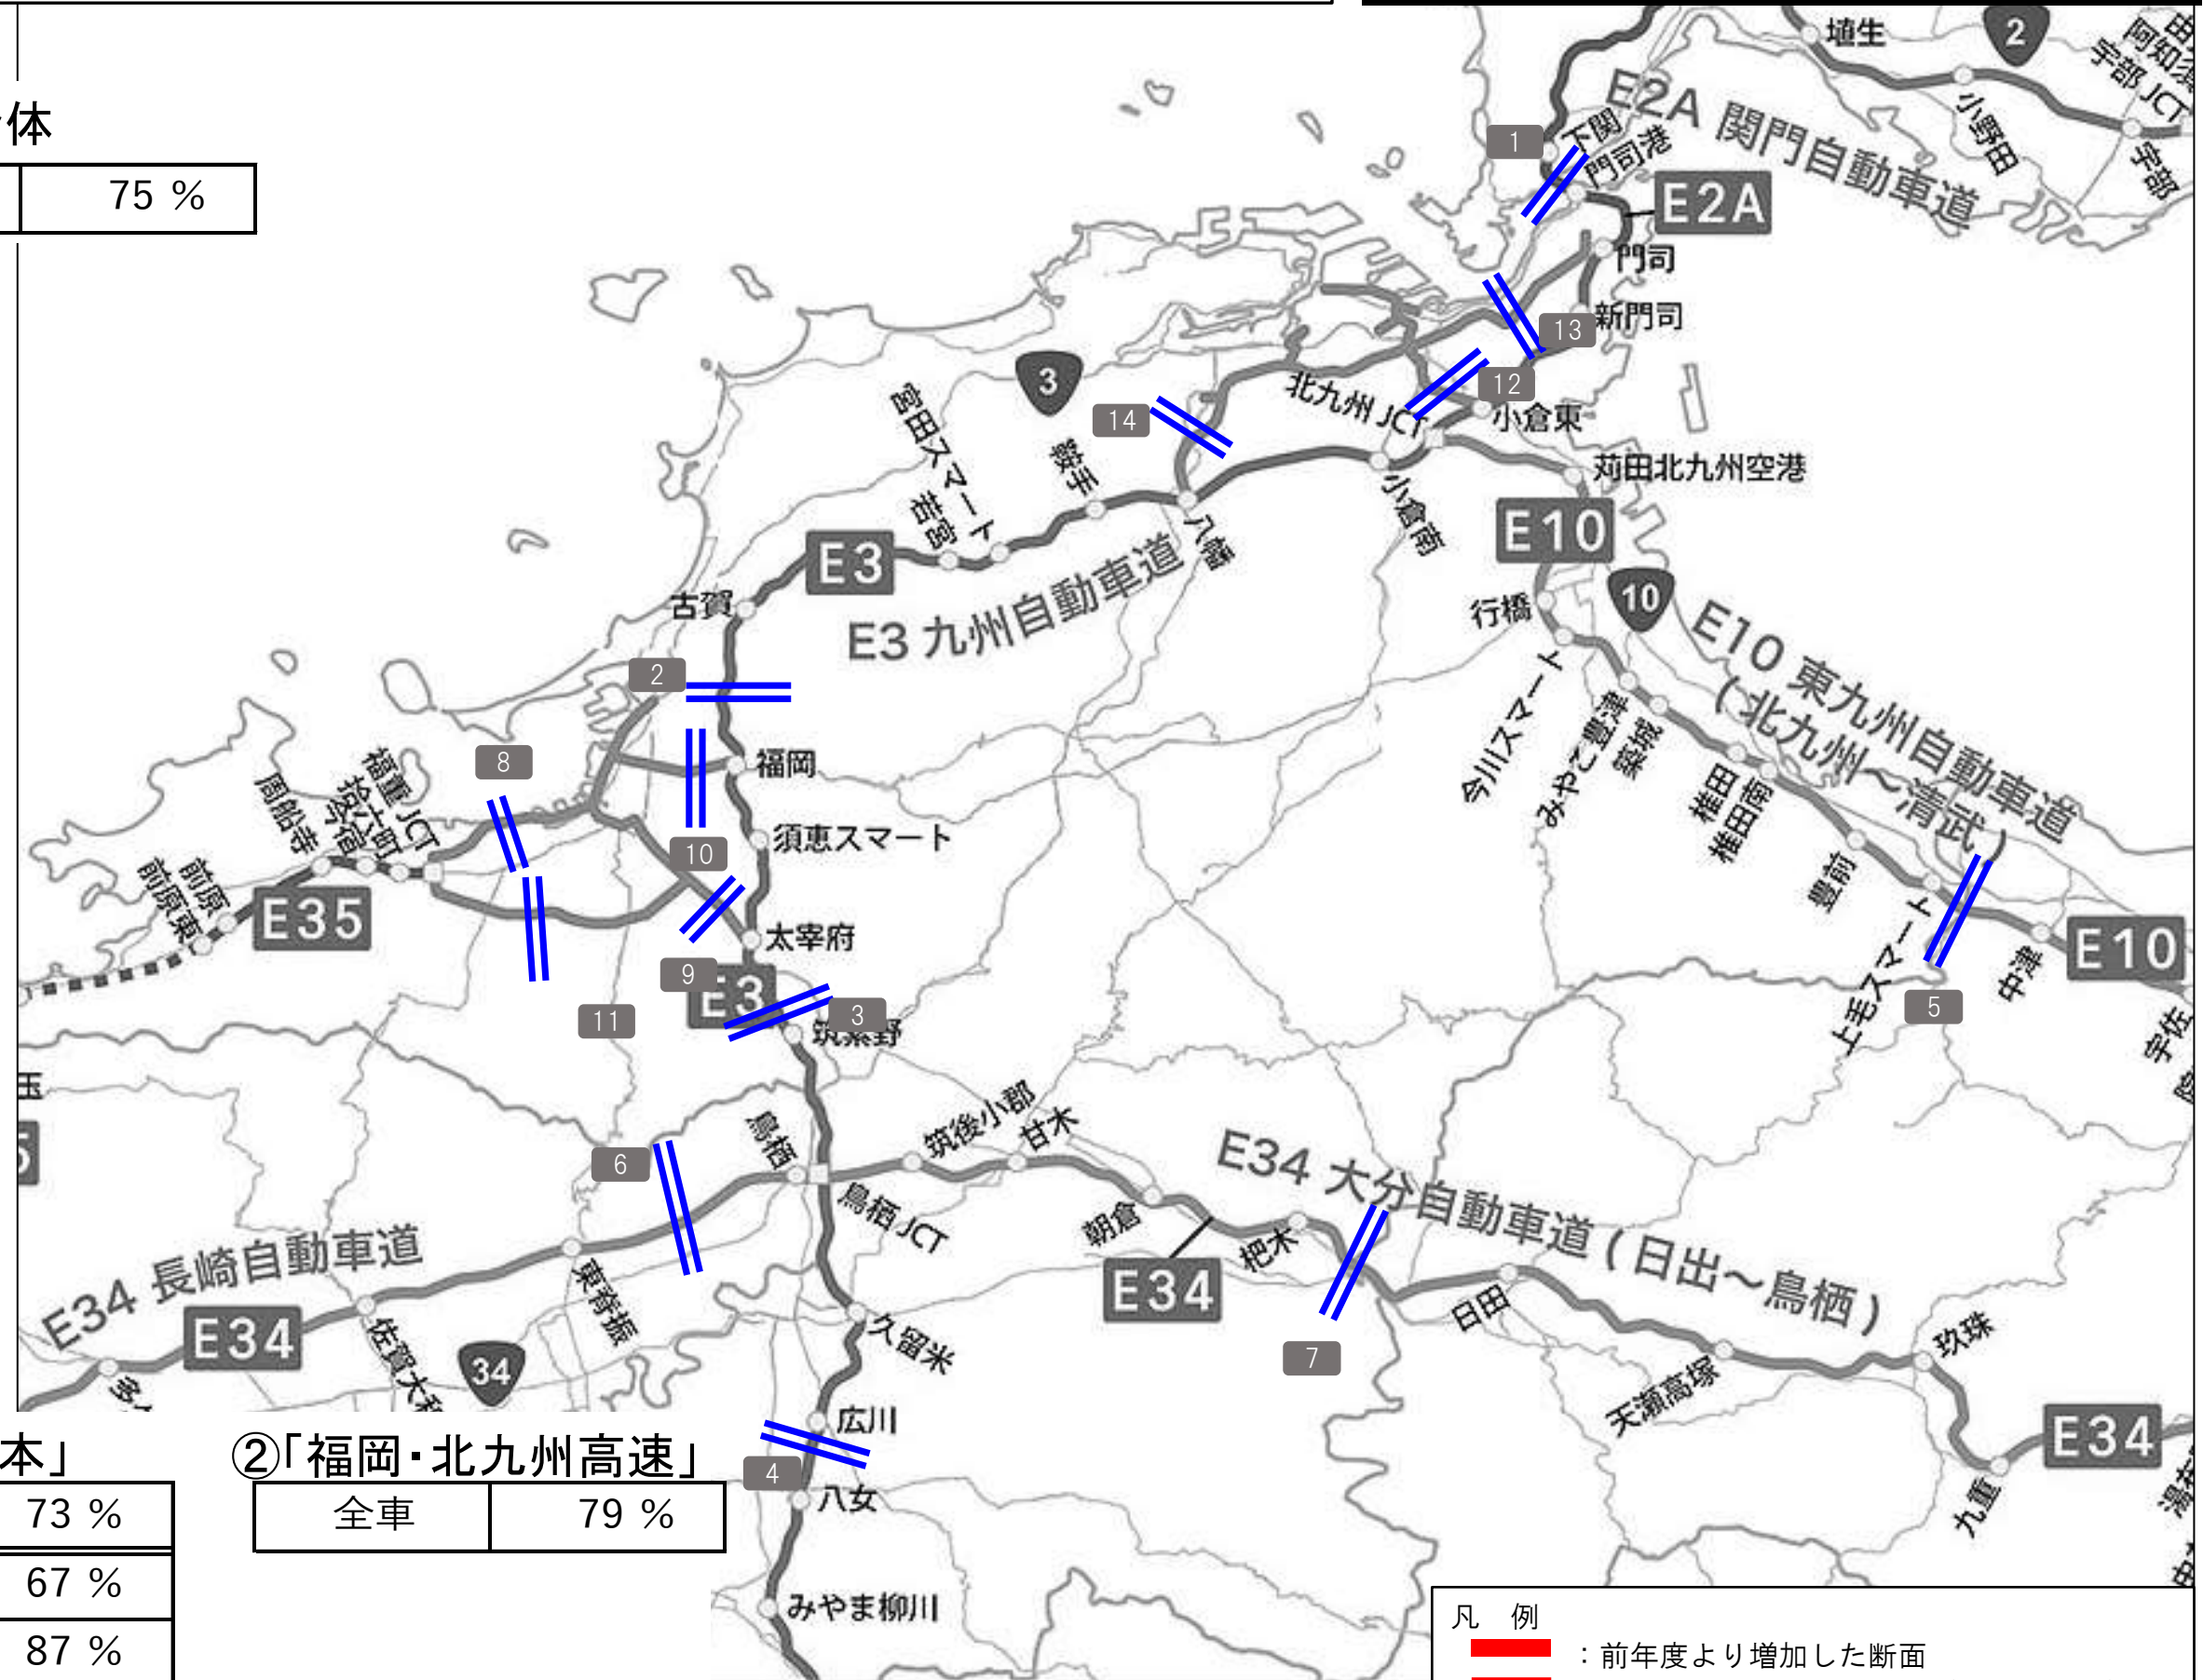 体
75 %
埴生
2
宇部 JCT
小野田
宇部
E2A 関門自動車道
1
下関
門司港
E2A
門司
新門司
13
12
北九州 JCT
小倉東
3
14
宮田スマート
若宮
鞍手
八幡
小倉南
苅田北九州空港
E10
E3
E3 九州自動車道
古賀
行橋
10
E10 東九州自動車道
(北九州~清武)
今川スマート
みやこ豊津
築城
椎田
椎田南
豊前
上毛スマート
中津
宇佐
E10
5
2
福岡
8
福重 JCT
拾六町
今宿
周船寺
前原
前原東
E35
須恵スマート
10
太宰府
9
E3
3
筑紫野
11
6
鳥栖
筑後小郡
甘木
鳥栖 JCT
朝倉
杷木
E34
E34 大分自動車道(日出~鳥栖)
7
日田
天瀬高塚
玖珠
九重
E34
E34 長崎自動車道
E34
東脊振
佐賀大和
34
久留米
広川
4
八女
みやま柳川
本」
73 %
67 %
87 %
②「福岡・北九州高速」
全車 79 %
凡 例
:前年度より増加した断面